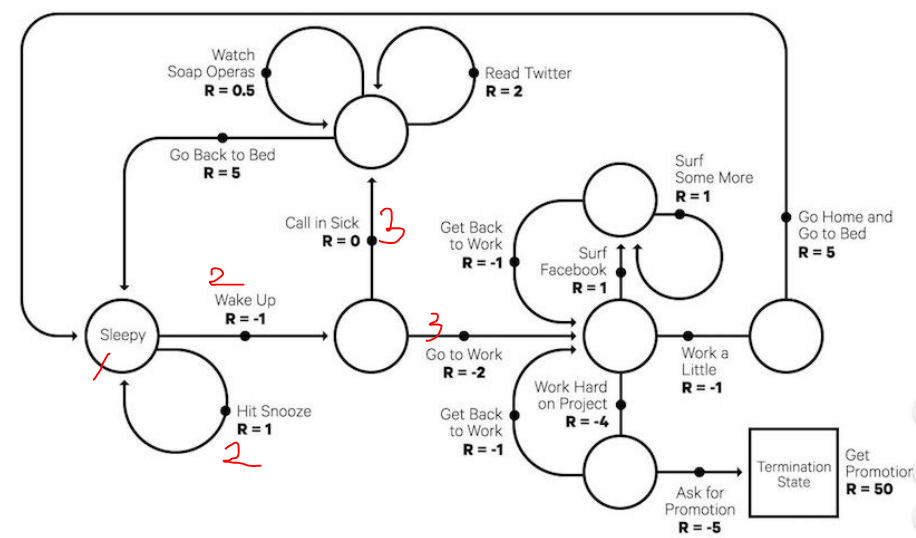 Watch
Soap Operas
R = 0.5
Read Twitter
R = 2
Go Back to Bed
R = 5
Call in Sick
R = 0
3
Surf
Some More
R = 1
Get Back
to Work
R = -1
Surf
Facebook
R = 1
Go Home and
Go to Bed
R = 5
2
Wake Up
R = -1
Sleepy
1
3
Go to Work
R = -2
Work a
Little
R = -1
Hit Snooze
R = 1
2
Work Hard
on Project
R = -4
Get Back
to Work
R = -1
Termination
State
Get
Promotion
R = 50
Ask for
Promotion
R = -5